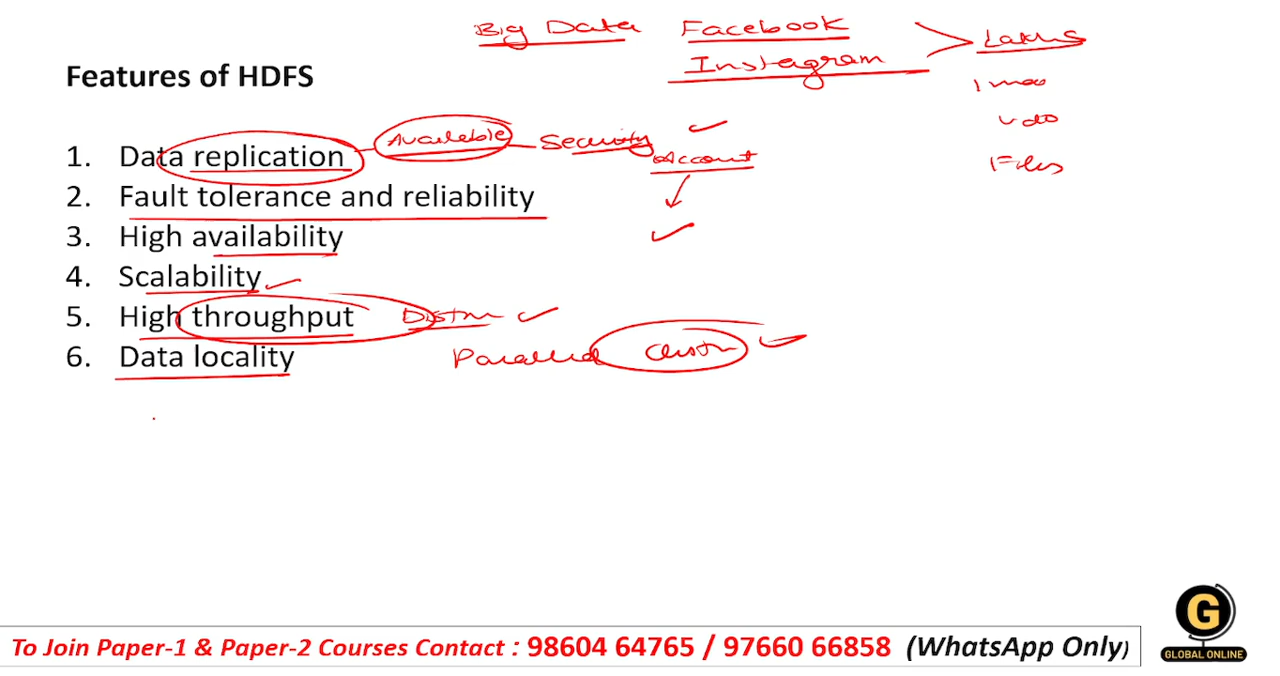 Big Data Facebook
Instagram
Lakhs
Features of HDFS
Files
1. Data replication Available Security
Account
2. Fault tolerance and reliability
3. High availability
4. Scalability
5. High throughput Distr
6. Data locality Parallel
To Join Paper-1 & Paper-2 Courses Contact : 98604 64765 / 97660 66858 (WhatsApp Only)
G
GLOBAL ONLINE